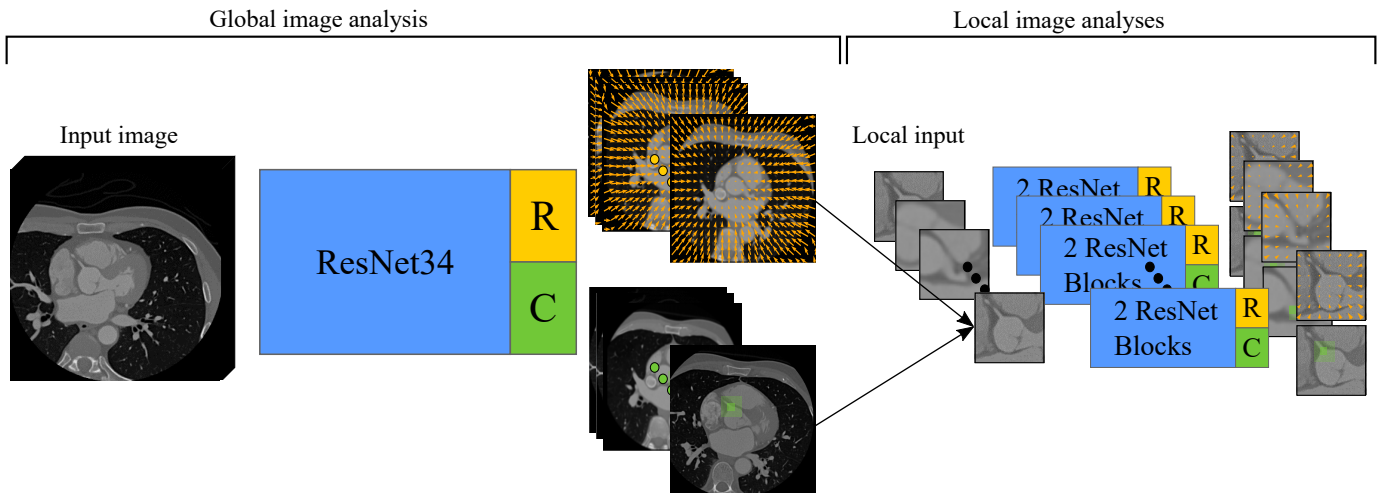 Global image analysis
Local image analyses
Input image
ResNet34
R
C
Local input
2 ResNet
R
2 ResNet
R
2 ResNet
Blocks
R
C
2 ResNet
Blocks
R
C